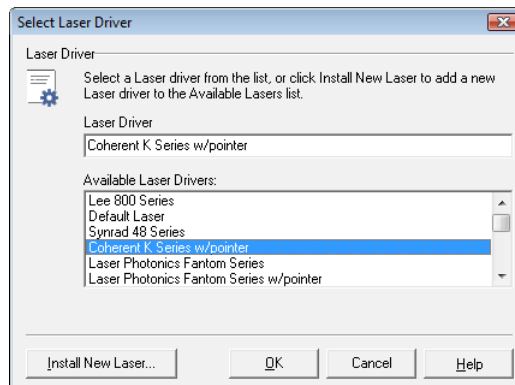 Select Laser Driver
Laser Driver
Select a Laser driver from the list, or click Install New Laser to add a new
Laser driver to the Available Lasers list.
Laser Driver
Coherent K Series w/pointer
Available Laser Drivers:
Lee 800 Series
Default Laser
Synrad 48 Series
Coherent K Series w/pointer
Laser Photonics Fantom Series
Laser Photonics Fantom Series w/pointer
Install New Laser... OK Cancel Help